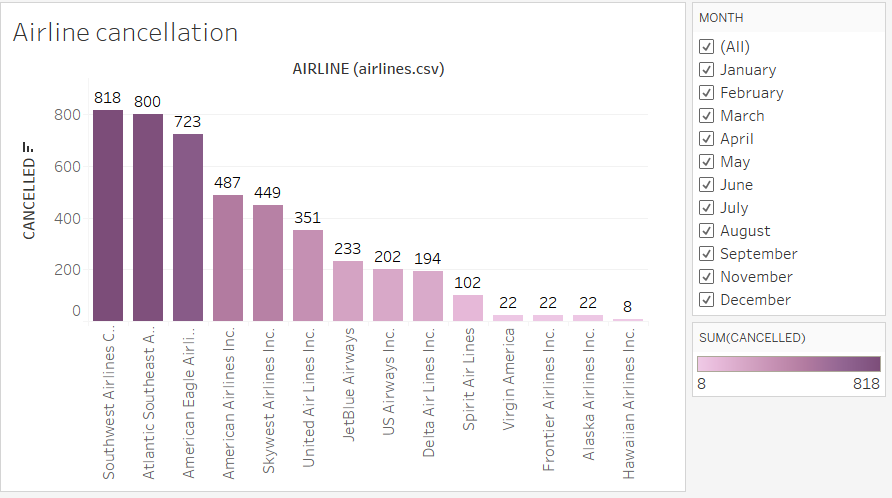 Airline cancellation
AIRLINE (airlines.csv)
CANCELLED
800
600
400
200
0
818
800
723
487
449
351
233
202
194
102
22
22
22
8
Southwest Airlines C..
Atlantic Southeast A..
American Eagle Airli..
American Airlines Inc.
Skywest Airlines Inc.
United Air Lines Inc.
JetBlue Airways
US Airways Inc.
Delta Air Lines Inc.
Spirit Air Lines
Virgin America
Frontier Airlines Inc.
Alaska Airlines Inc.
Hawaiian Airlines Inc.
MONTH
(All)
January
February
March
April
May
June
July
August
September
November
December
SUM(CANCELLED)
8 818